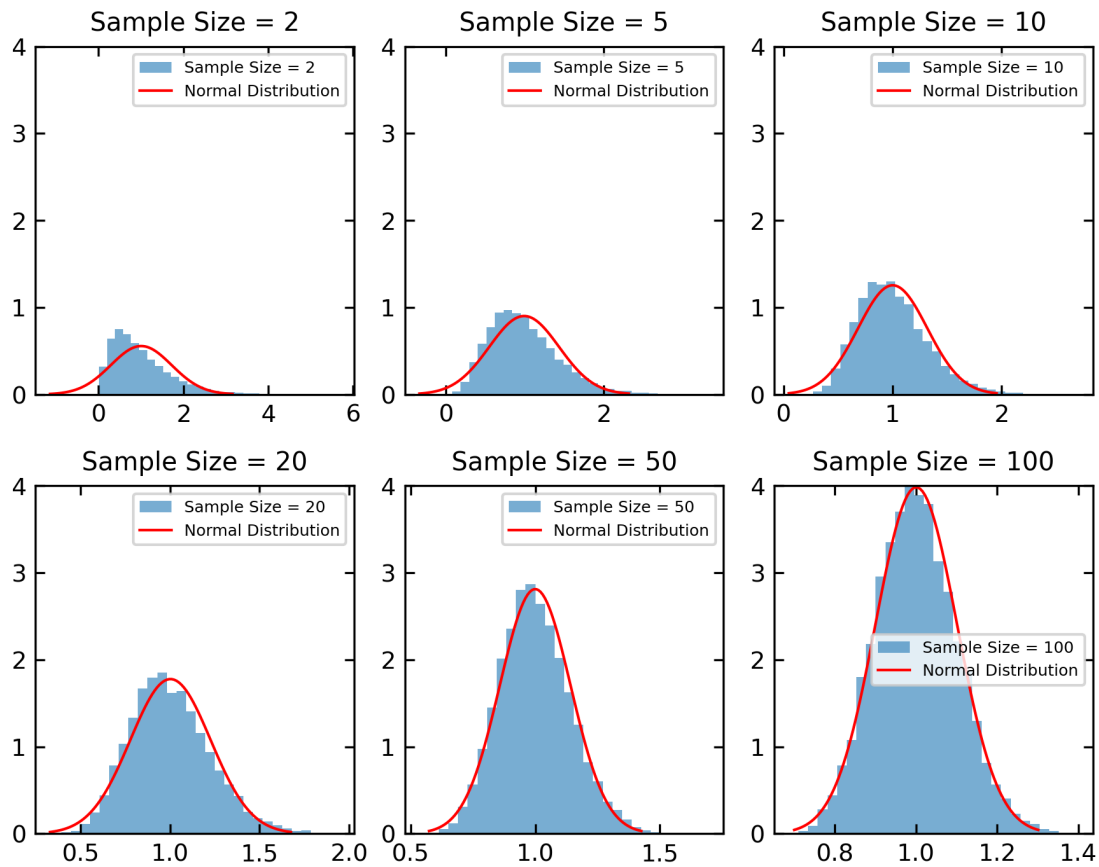 Sample Size = 2
4
3
2
1
0
Sample Size = 2
Normal Distribution
0 2 4 6
Sample Size = 5
4
3
2
1
0
Sample Size = 5
Normal Distribution
0 2
Sample Size = 10
4
3
2
1
0
Sample Size = 10
Normal Distribution
0 1 2
Sample Size = 20
4
3
2
1
0
Sample Size = 20
Normal Distribution
0.5 1.0 1.5 2.0
Sample Size = 50
4
3
2
1
0
Sample Size = 50
Normal Distribution
0.5 1.0 1.5
Sample Size = 100
4
3
2
1
0
Sample Size = 100
Normal Distribution
0.8 1.0 1.2 1.4